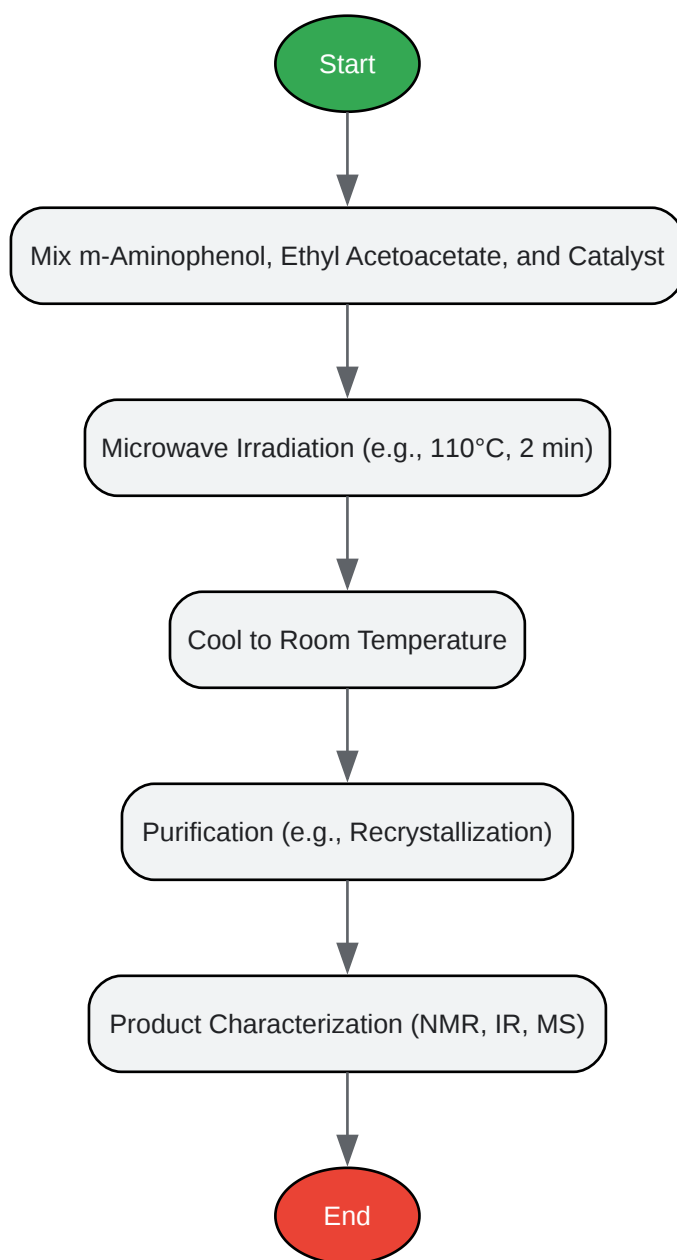 Start
Mix m-Aminophenol, Ethyl Acetoacetate, and Catalyst
Microwave Irradiation (e.g., 110°C, 2 min)
Cool to Room Temperature
Purification (e.g., Recrystallization)
Product Characterization (NMR, IR, MS)
End